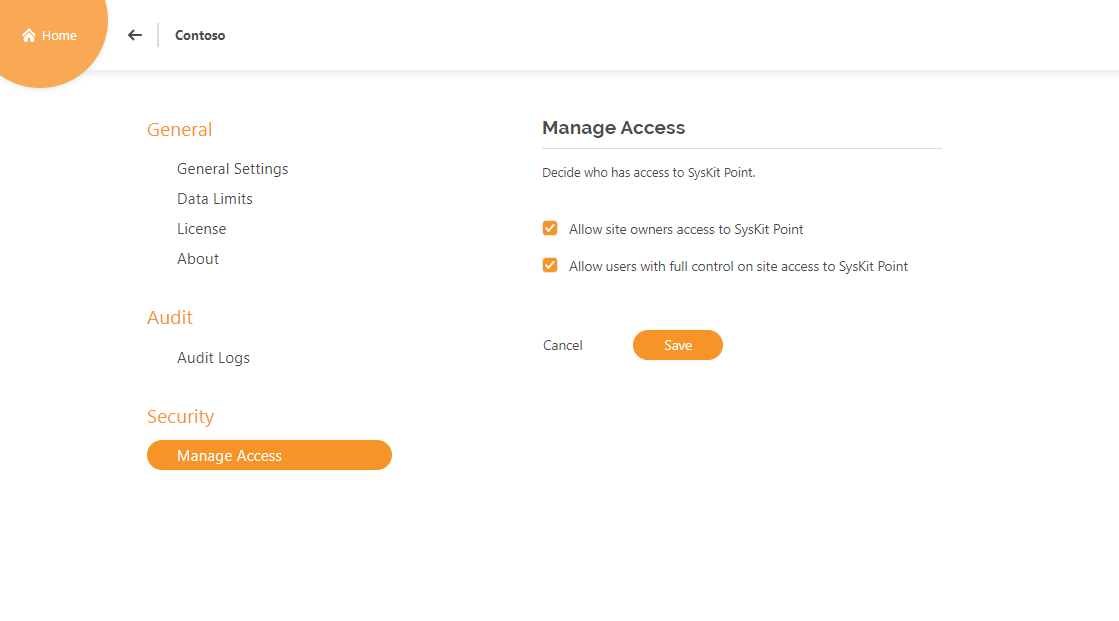 Home
Contoso
General
General Settings
Data Limits
License
About
Audit
Audit Logs
Security
Manage Access
Manage Access
Decide who has access to SysKit Point.
Allow site owners access to SysKit Point
Allow users with full control on site access to SysKit Point
Cancel
Save